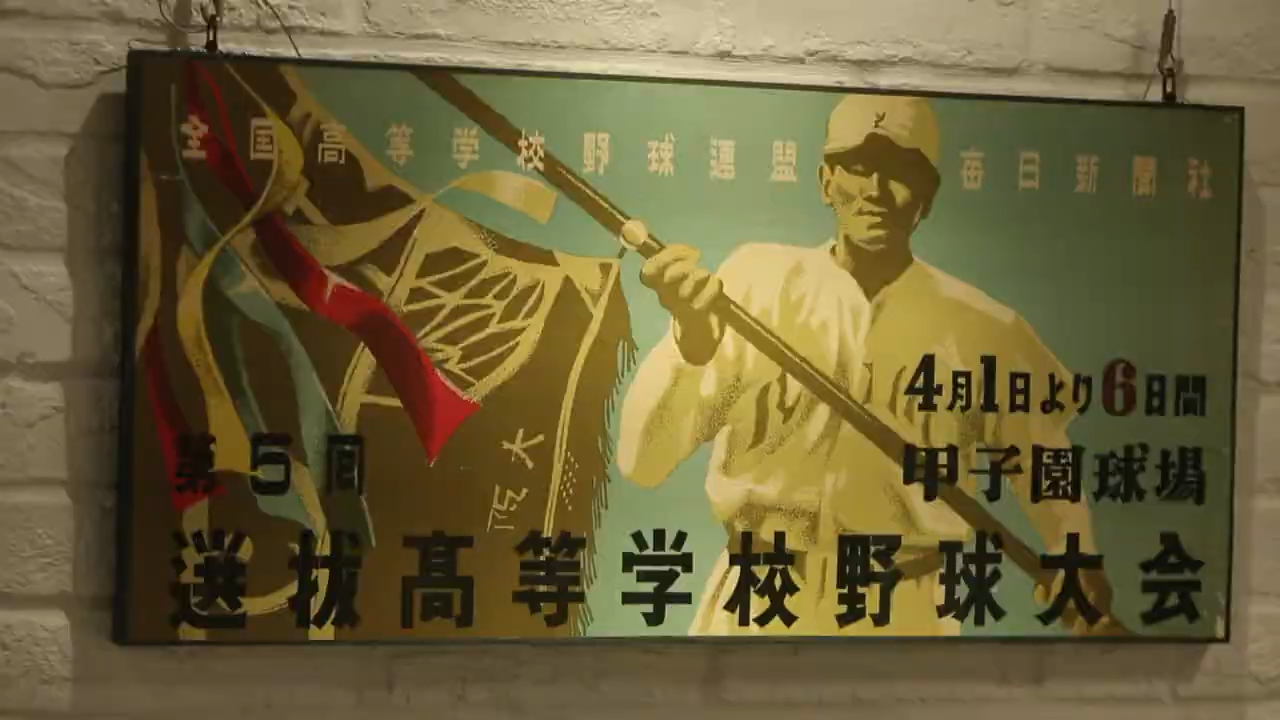 全国高等学校野球連盟 毎日新聞社
4月1日より6日間
甲子園球場
第5回
選抜高等学校野球大会
大阪